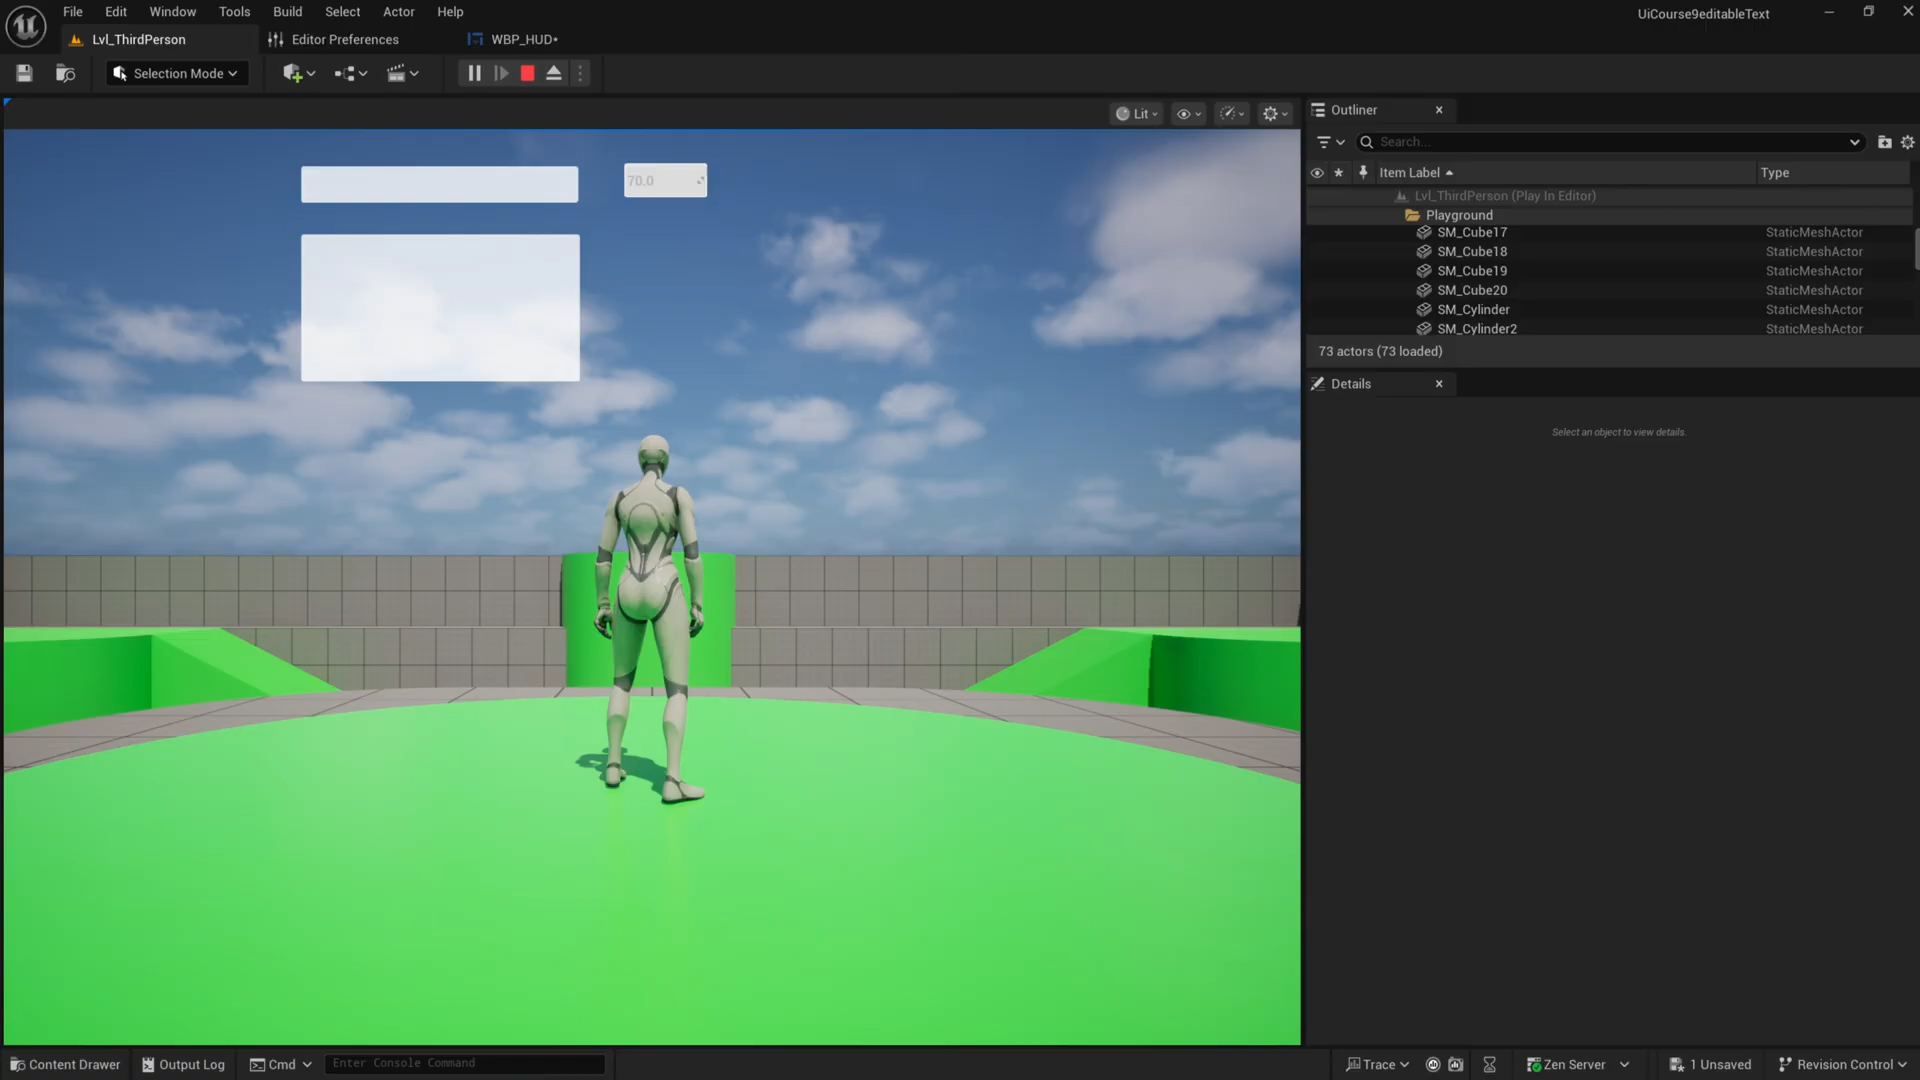 File Edit Window Tools Build Select Actor Help
UiCourse9editableText
Lvl_ThirdPerson
Editor Preferences
WBP_HUD*
Selection Mode
Lit
70.0
Outliner
Search...
Item Label
Type
Lvl_ThirdPerson (Play In Editor)
Playground
SM_Cube17 StaticMeshActor
SM_Cube18 StaticMeshActor
SM_Cube19 StaticMeshActor
SM_Cube20 StaticMeshActor
SM_Cylinder StaticMeshActor
SM_Cylinder2 StaticMeshActor
73 actors (73 loaded)
Details
Select an object to view details.
Content Drawer
Output Log
Cmd
Enter Console Command
Trace
Zen Server
1 Unsaved
Revision Control